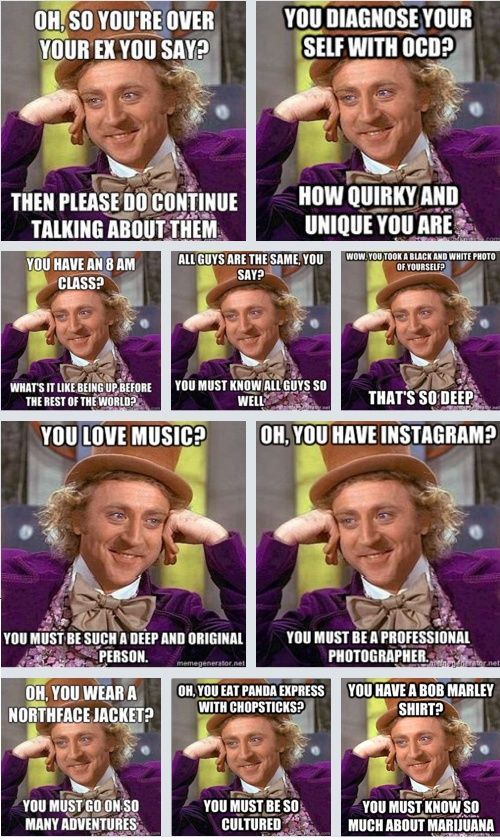 OH, SO YOU'RE OVER
YOUR EX YOU SAY?
THEN PLEASE DO CONTINUE
TALKING ABOUT THEM
YOU DIAGNOSE YOUR
SELF WITH OCD?
HOW QUIRKY AND
UNIQUE YOU ARE
YOU HAVE AN 8 AM
CLASS?
WHAT'S IT LIKE BEING UP BEFORE
THE REST OF THE WORLD?
ALL GUYS ARE THE SAME, YOU
SAY?
YOU MUST KNOW ALL GUYS SO
WELL
WOW, YOU TOOK A BLACK AND WHITE PHOTO
OF YOURSELF?
THAT'S SO DEEP
YOU LOVE MUSIC?
YOU MUST BE SUCH A DEEP AND ORIGINAL
PERSON.
memegenerator.net
OH, YOU HAVE INSTAGRAM?
YOU MUST BE A PROFESSIONAL
PHOTOGRAPHER.
memegenerator.net
OH, YOU WEAR A
NORTHFACE JACKET?
YOU MUST GO ON SO
MANY ADVENTURES
OH, YOU EAT PANDA EXPRESS
WITH CHOPSTICKS?
YOU MUST BE SO
CULTURED
YOU HAVE A BOB MARLEY
SHIRT?
YOU MUST KNOW SO
MUCH ABOUT MARIJUANA